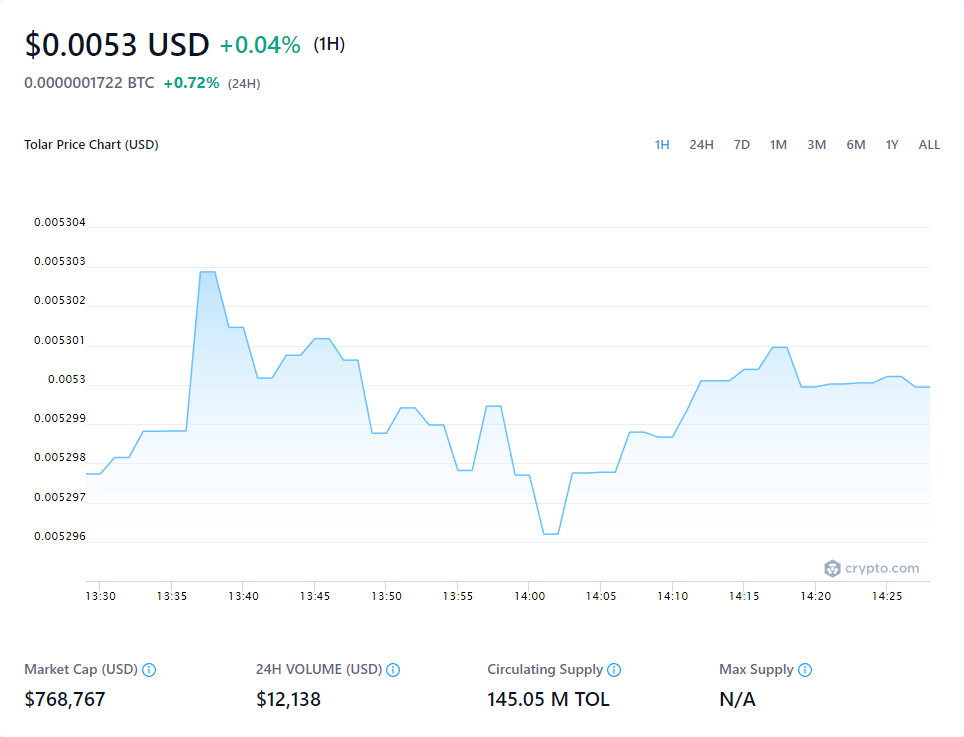 $0.0053 USD +0.04% (1H)
0.0000001722 BTC +0.72% (24H)
Tolar Price Chart (USD) 1H 24H 7D 1M 3M 6M 1Y ALL
0.005304
0.005303
0.005302
0.005301
0.0053
0.005299
0.005298
0.005297
0.005296
crypto.com
13:30 13:35 13:40 13:45 13:50 13:55 14:00 14:05 14:10 14:15 14:20 14:25
Market Cap (USD) 24H VOLUME (USD) Circulating Supply Max Supply
$768,767 $12,138 145.05 M TOL N/A